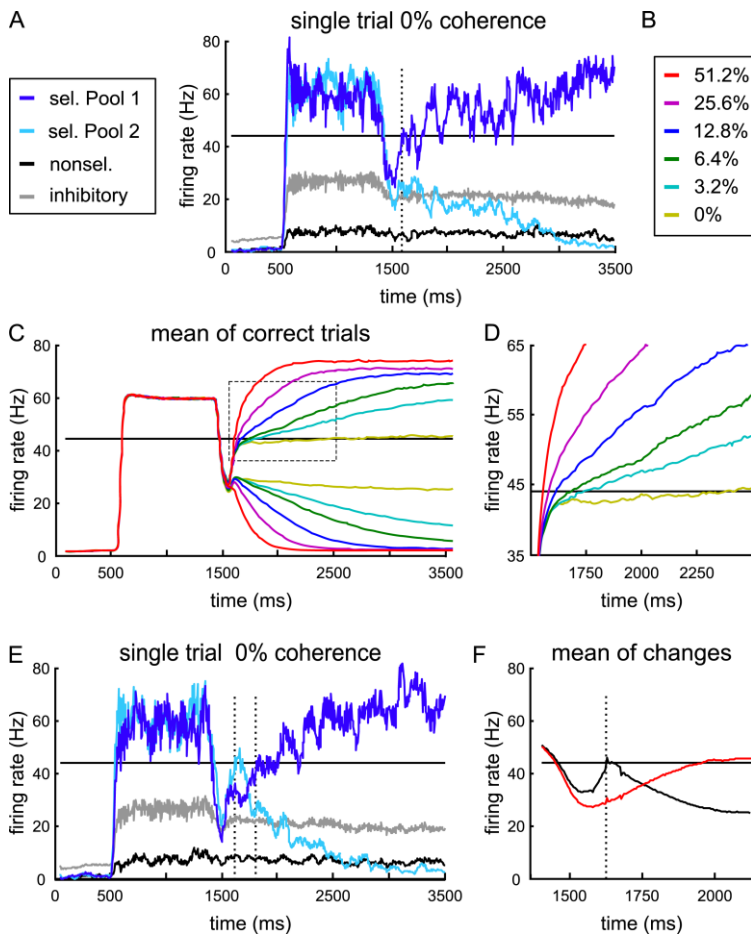 A
single trial 0% coherence
B
sel. Pool 1
sel. Pool 2
nonsel.
inhibitory
firing rate (Hz)
80
60
40
20
0
0
500
1500
2500
3500
time (ms)
51.2%
25.6%
12.8%
6.4%
3.2%
0%
C
mean of correct trials
firing rate (Hz)
80
60
40
20
0
0
500
1500
2500
3500
time (ms)
D
firing rate (Hz)
65
55
45
35
1750
2000
2250
time (ms)
E
single trial 0% coherence
firing rate (Hz)
80
60
40
20
0
0
500
1500
2500
3500
time (ms)
F
mean of changes
firing rate (Hz)
80
60
40
20
0
1500
1750
2000
time (ms)